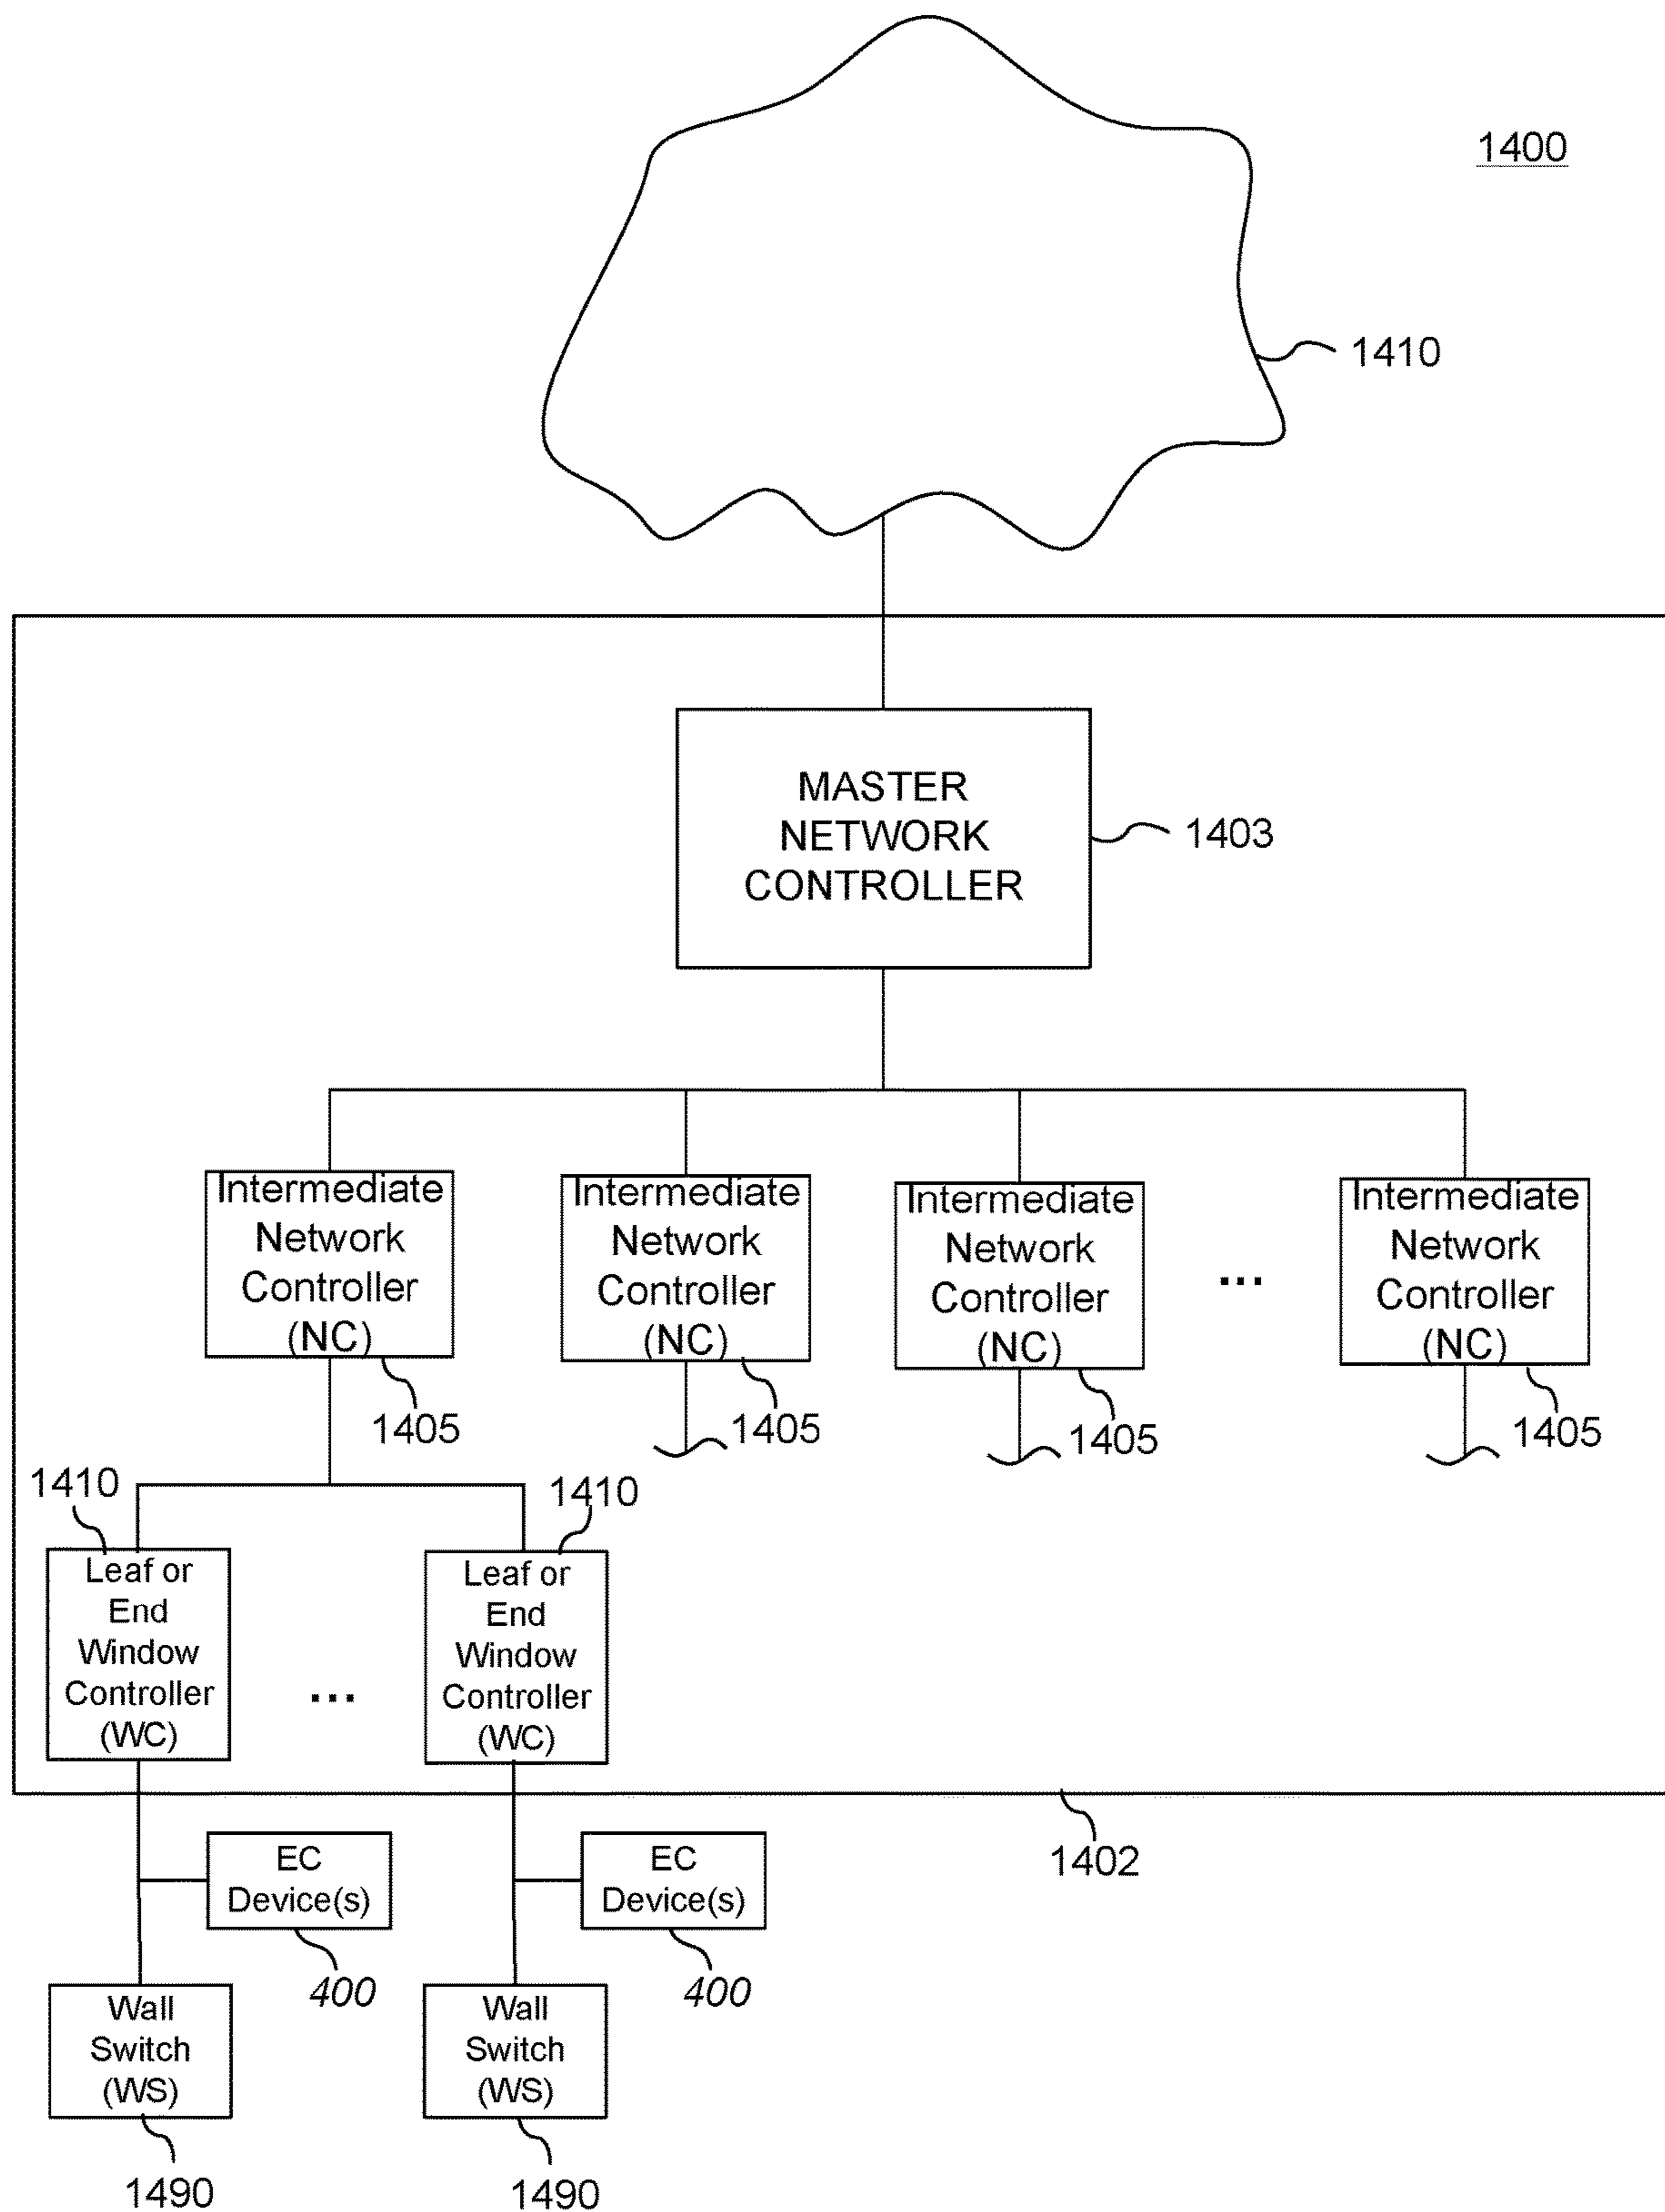 1400
1410
MASTER
NETWORK
CONTROLLER
1403
Intermediate
Network
Controller
(NC)
1405
Intermediate
Network
Controller
(NC)
1405
Intermediate
Network
Controller
(NC)
1405
...
Intermediate
Network
Controller
(NC)
1405
1410
Leaf or
End
Window
Controller
(WC)
...
1410
Leaf or
End
Window
Controller
(WC)
1402
EC
Device(s)
400
EC
Device(s)
400
Wall
Switch
(WS)
1490
Wall
Switch
(WS)
1490